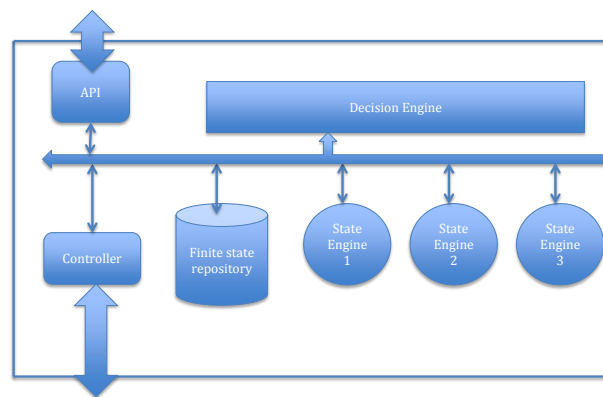 API
Decision Engine
Controller
Finite state
repository
State
Engine
1
State
Engine
2
State
Engine
3